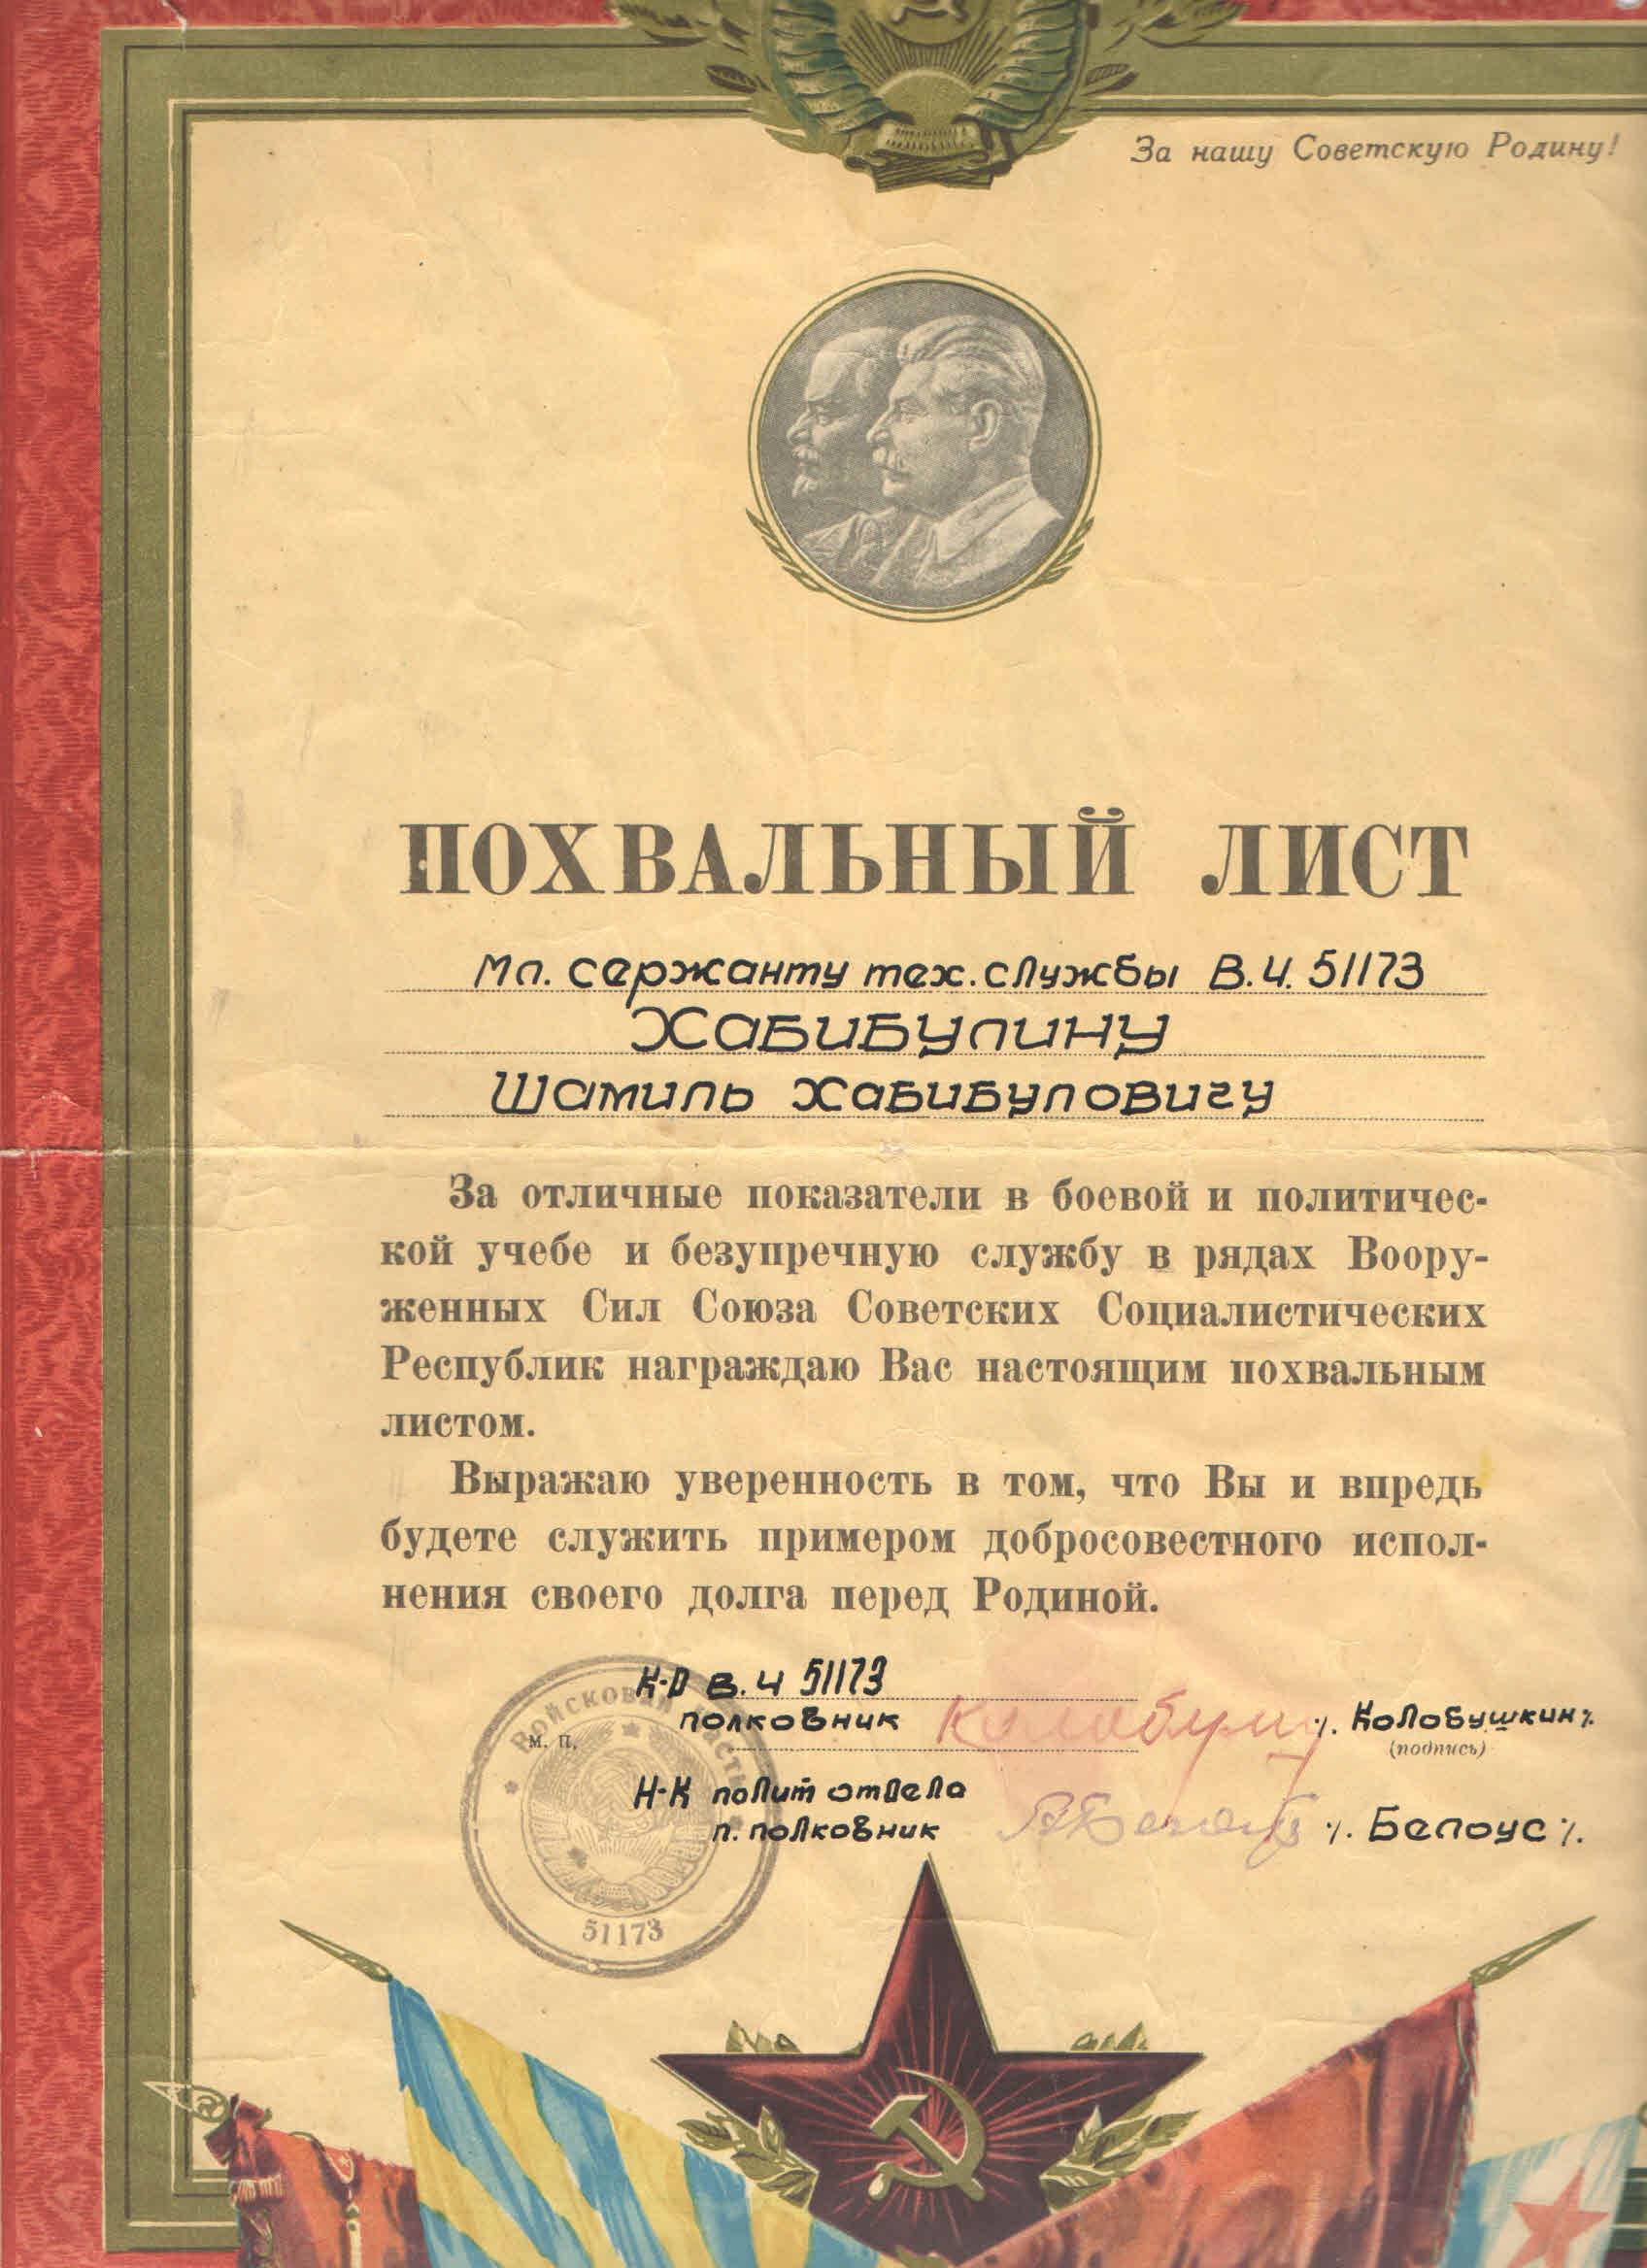 За нашу Советскую Родину!
ПОХВАЛЬНЫЙ ЛИСТ
Мл. сержанту тех. службы В.Ч. 51173
Хабибулину
Шамиль Хабибуловичу
За отличные показатели в боевой и политичес-
кой учебе и безупречную службу в рядах Воору-
женных Сил Союза Советских Социалистических
Республик награждаю Вас настоящим похвальным
листом.
Выражаю уверенность в том, что Вы и впредь
будете служить примером добросовестного испол-
нения своего долга перед Родиной.
К-Р в.ч 51173
полковник ⁒. Колобушкин ⁒.
(подпись)
М. П.
Н-К полит отдела
п. полковник ⁒. Белоус ⁒.
Войсковая часть
51173